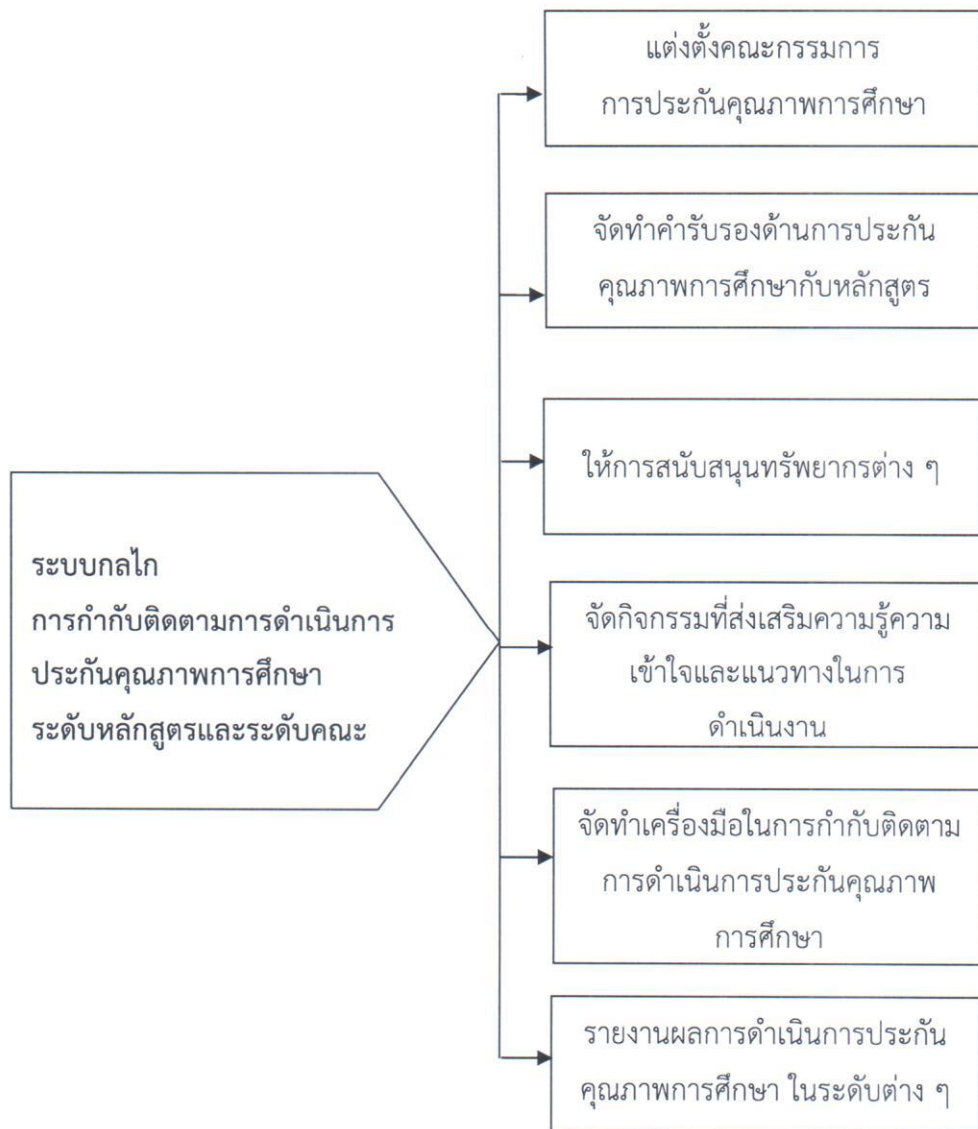 แต่งตั้งคณะกรรมการ
การประกันคุณภาพการศึกษา
จัดทำคำรับรองด้านการประกัน
คุณภาพการศึกษากับหลักสูตร
ให้การสนับสนุนทรัพยากรต่าง ๆ
ระบบกลไก
การกำกับติดตามการดำเนินการ
ประกันคุณภาพการศึกษา
ระดับหลักสูตรและระดับคณะ
จัดกิจกรรมที่ส่งเสริมความรู้ความ
เข้าใจและแนวทางในการ
ดำเนินงาน
จัดทำเครื่องมือในการกำกับติดตาม
การดำเนินการประกันคุณภาพ
การศึกษา
รายงานผลการดำเนินการประกัน
คุณภาพการศึกษา ในระดับต่าง ๆ